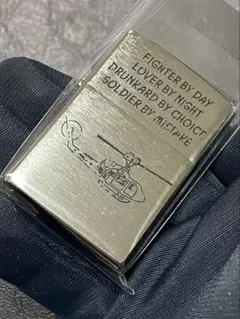 FIGHTER BY DAY
LOVER BY NIGHT
DRUNKARD BY CHOICE
SOLDIER BY MISTAKE